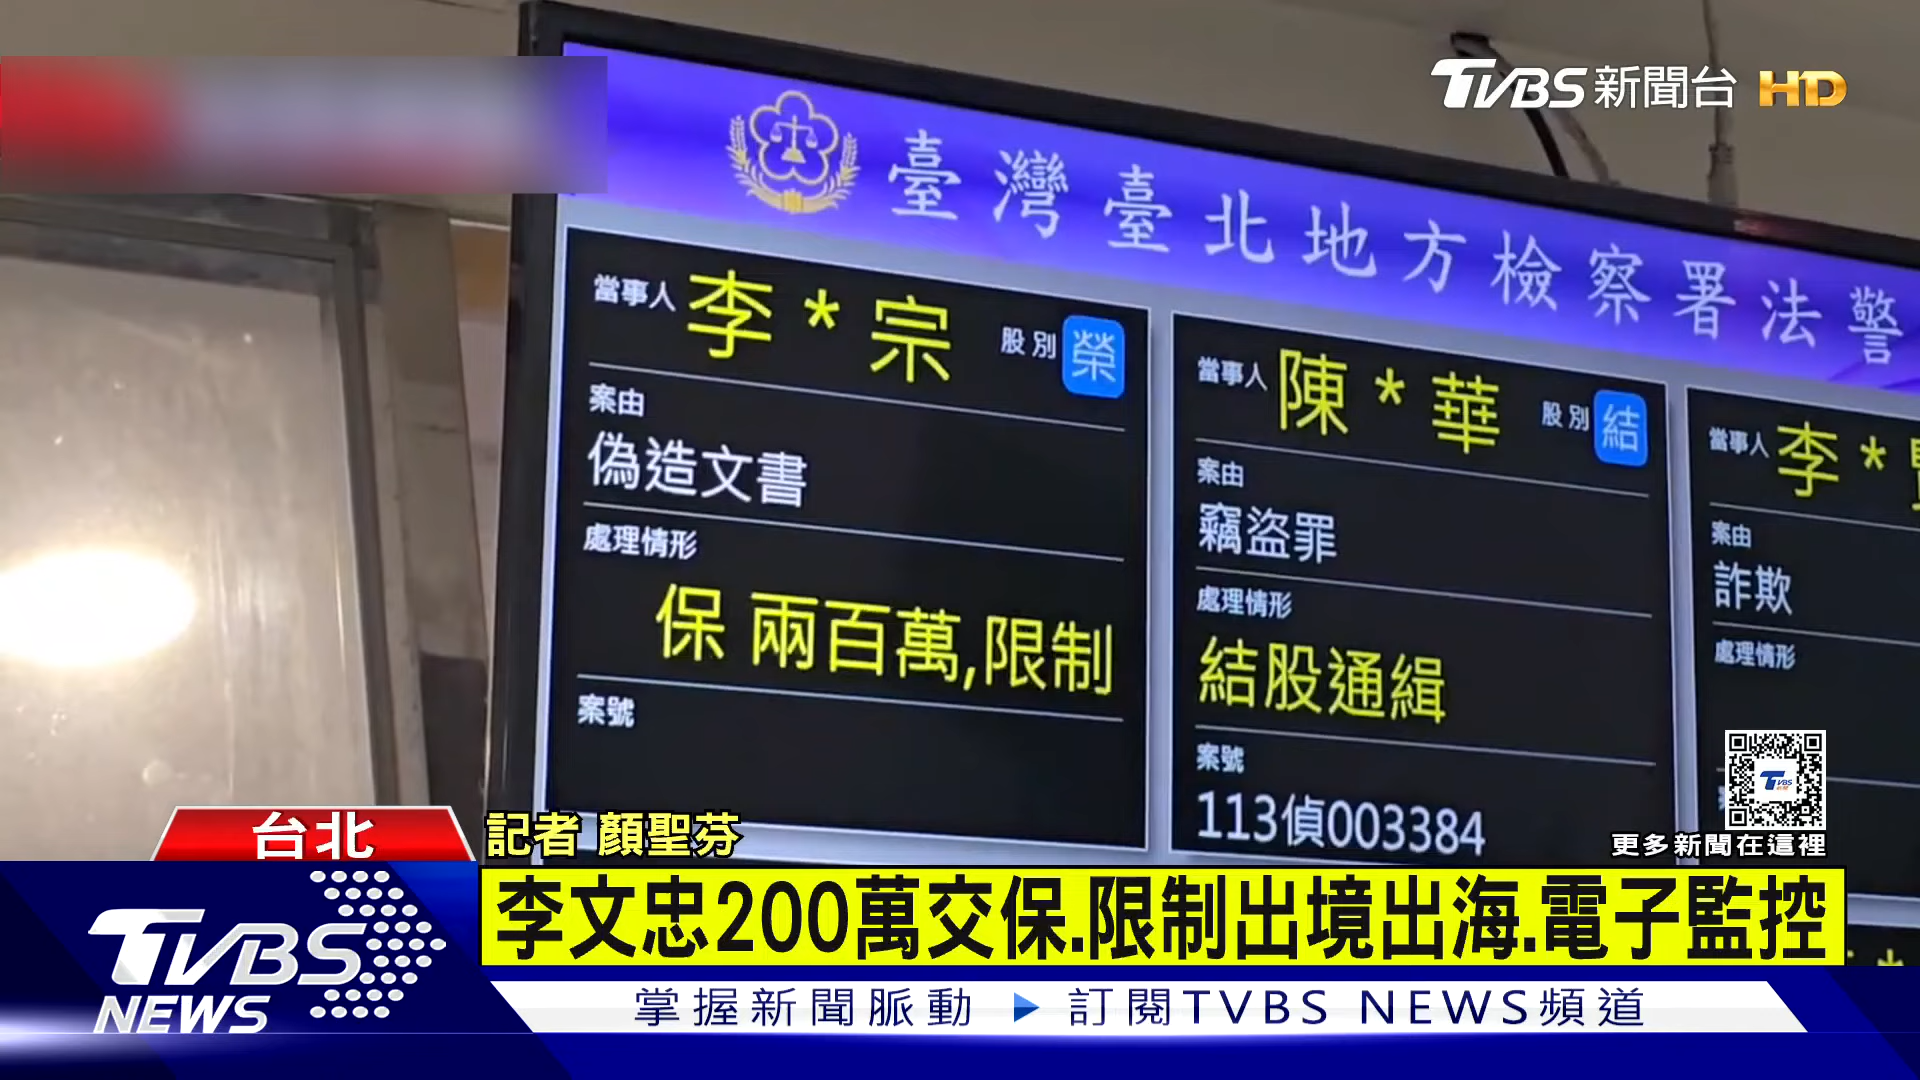 TVBS新聞台 HD
臺灣臺北地方檢察署法警
當事人 李*宗 股別 榮
案由
偽造文書
處理情形
保 兩百萬,限制
案號
當事人 陳*華 股別 結
案由
竊盜罪
處理情形
結股通緝
案號
113偵003384
當事人 李*
案由
詐欺
處理情形
TVBS
更多新聞在這裡
台北
記者 顏聖芬
李文忠200萬交保.限制出境出海.電子監控
TVBS
NEWS
掌握新聞脈動 ▶ 訂閱TVBS NEWS頻道